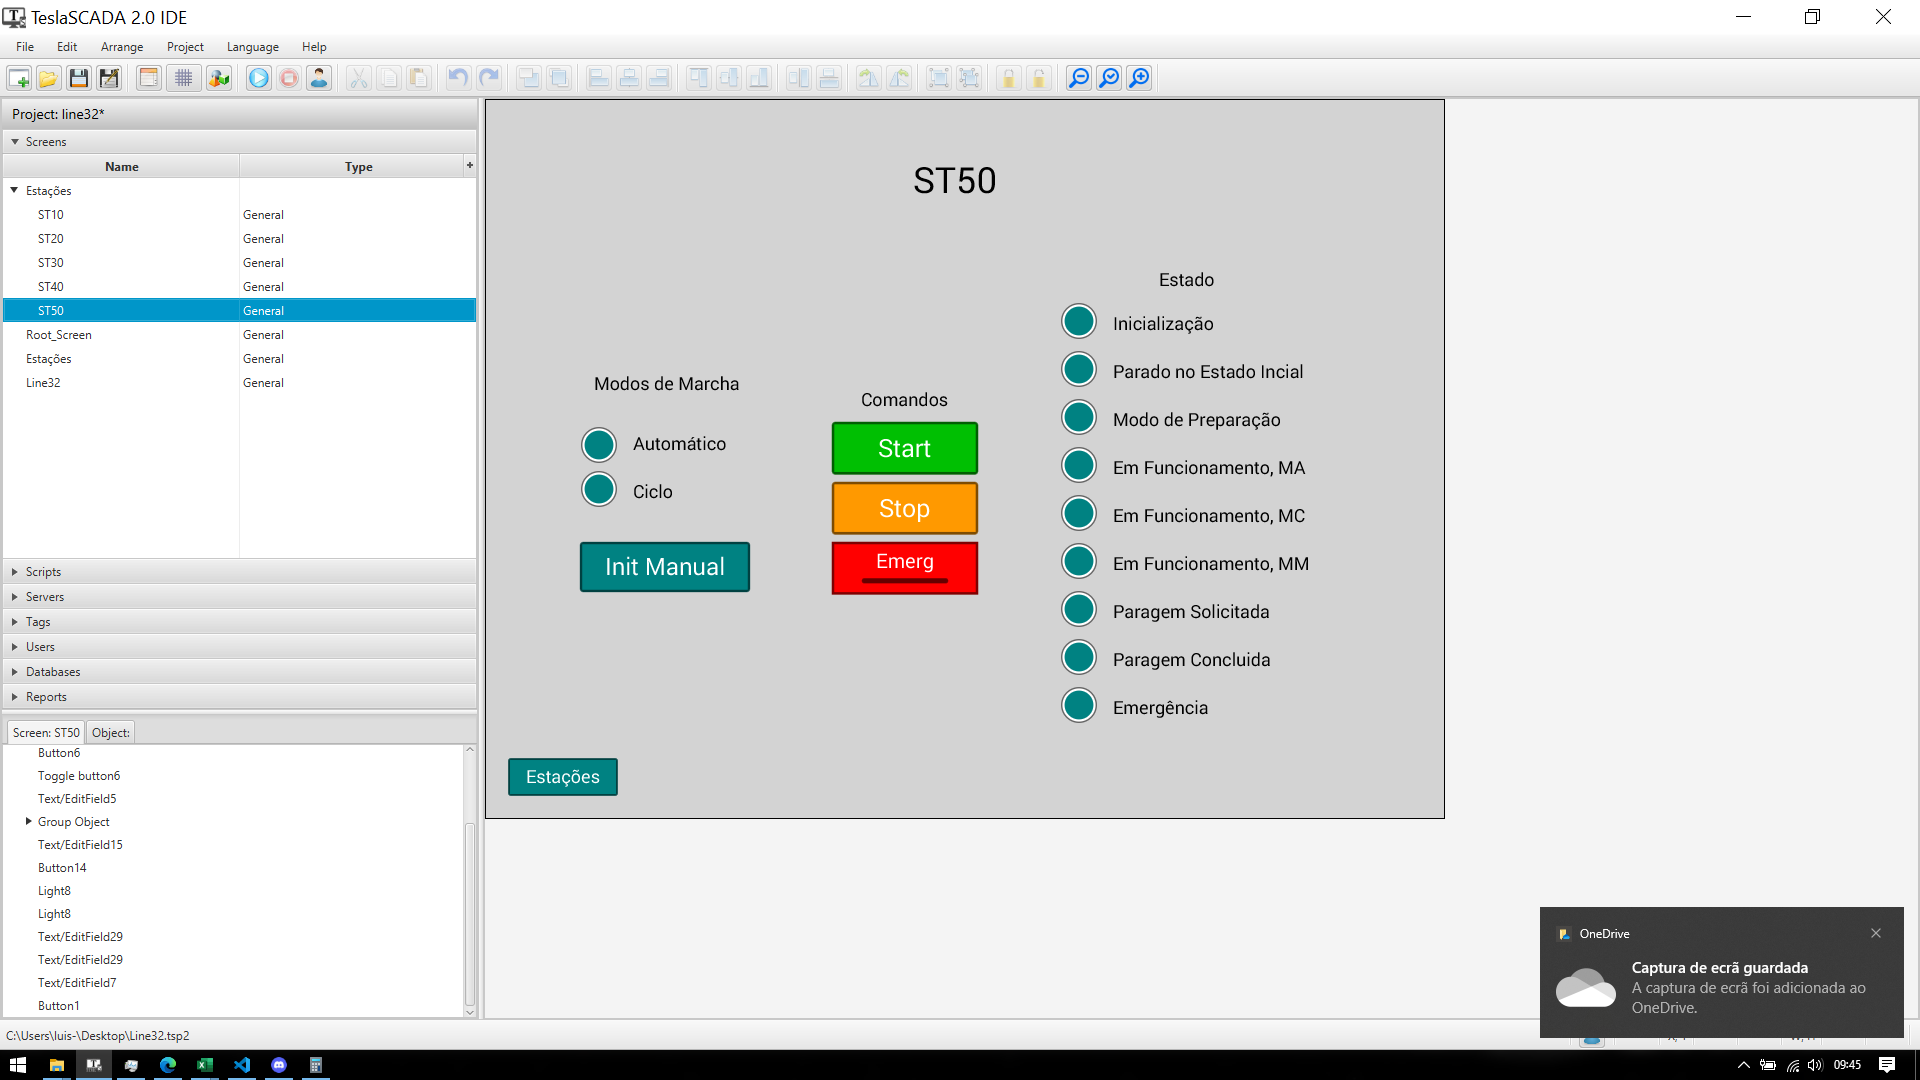 TeslaSCADA 2.0 IDE
File Edit Arrange Project Language Help
Project: line32*
Screens
Name Type +
Estações
ST10 General
ST20 General
ST30 General
ST40 General
ST50 General
Root_Screen General
Estações General
Line32 General
Scripts
Servers
Tags
Users
Databases
Reports
Screen: ST50 Object:
Button6
Toggle button6
Text/EditField5
Group Object
Text/EditField15
Button14
Light8
Light8
Text/EditField29
Text/EditField29
Text/EditField7
Button1
C:\Users\luis-\Desktop\Line32.tsp2
ST50
Modos de Marcha
Automático
Ciclo
Init Manual
Comandos
Start
Stop
Emerg
Estado
Inicialização
Parado no Estado Incial
Modo de Preparação
Em Funcionamento, MA
Em Funcionamento, MC
Em Funcionamento, MM
Paragem Solicitada
Paragem Concluida
Emergência
Estações
OneDrive
Captura de ecrã guardada
A captura de ecrã foi adicionada ao
OneDrive.
09:45